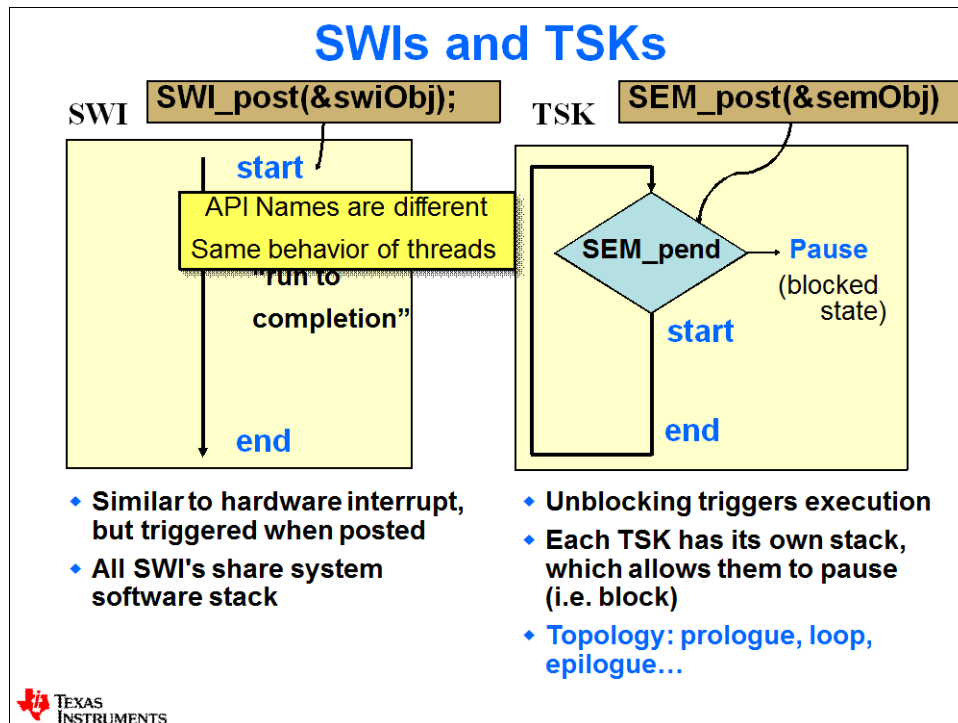 SWIs and TSKs
SWI
SWI_post(&swiObj);
start
API Names are different
Same behavior of threads
"run to
completion"
end
TSK
SEM_post(&semObj)
SEM_pend
Pause
(blocked
state)
start
end
Similar to hardware interrupt,
but triggered when posted
All SWI's share system
software stack
Unblocking triggers execution
Each TSK has its own stack,
which allows them to pause
(i.e. block)
Topology: prologue, loop,
epilogue…
TEXAS
INSTRUMENTS